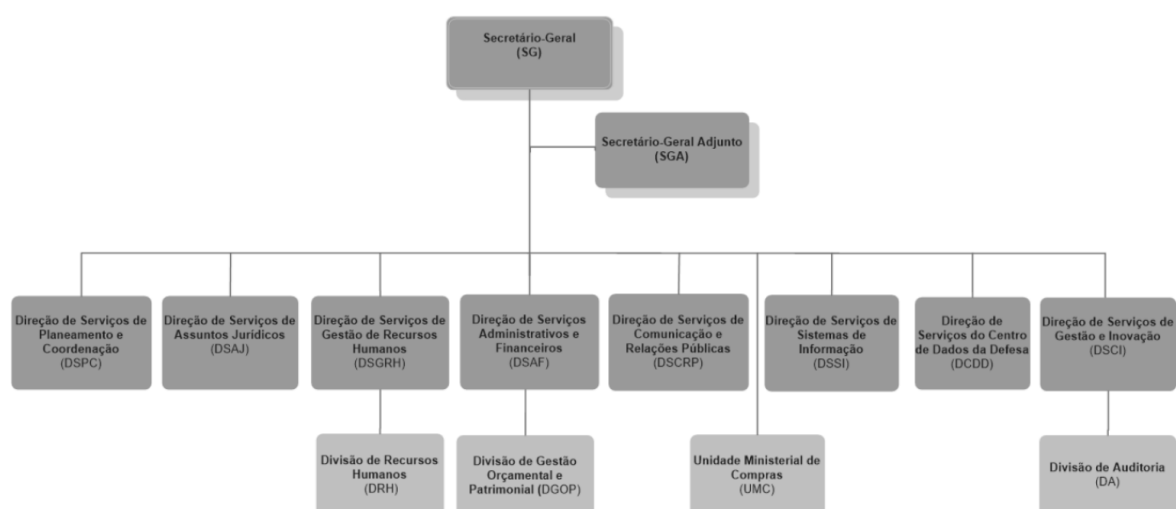 Secretário-Geral
(SG)
Secretário-Geral Adjunto
(SGA)
Direção de Serviços de
Planeamento e
Coordenação)
(DSPC)
Direção de Serviços de
Assuntos Jurídicos)
(DSAJ)
Direção de Serviços de
Gestão de Recursos
Humanos)
(DSGRH)
Direção de Serviços
Administrativos e
Financeiros)
(DSAF)
Direção de Serviços de
Comunicação e
Relações Públicas)
(DSCRP)
Direção de Serviços de
Sistemas de
Informação)
(DSSI)
Direção de
Serviços do Centro
de Dados da Defesa)
(DCDD)
Direção de Serviços de
Gestão e Inovação)
(DSCI)
Divisão de Recursos
Humanos
(DRH)
Divisão de Gestão
Orçamental e
Patrimonial (DGOP)
Unidade Ministerial de
Compras
(UMC)
Divisão de Auditoria
(DA)